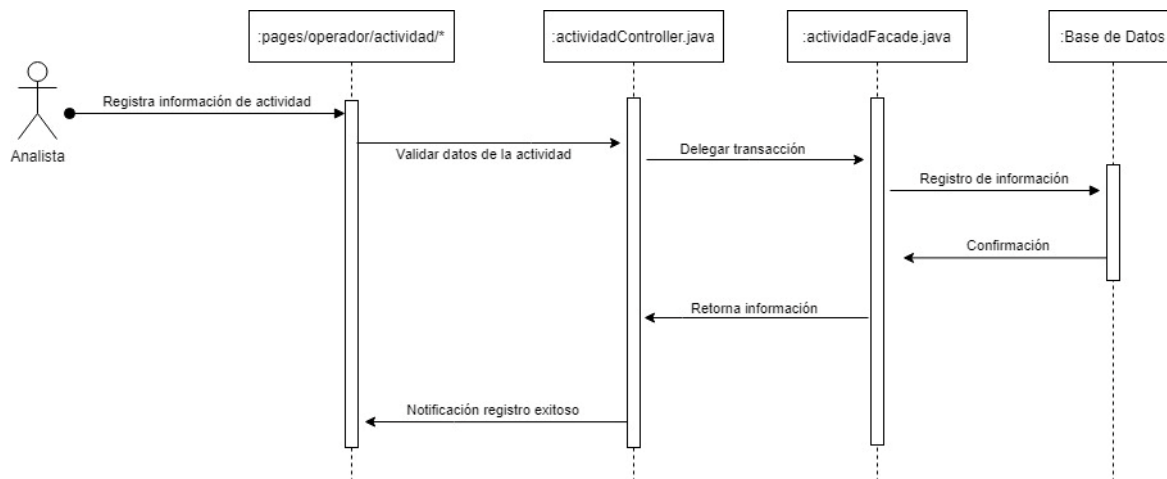 :pages/operador/actividad/*
:actividadController.java
:actividadFacade.java
:Base de Datos
Registra información de actividad
Analista
Validar datos de la actividad
Delegar transacción
Registro de información
Confirmación
Retorna información
Notificación registro exitoso